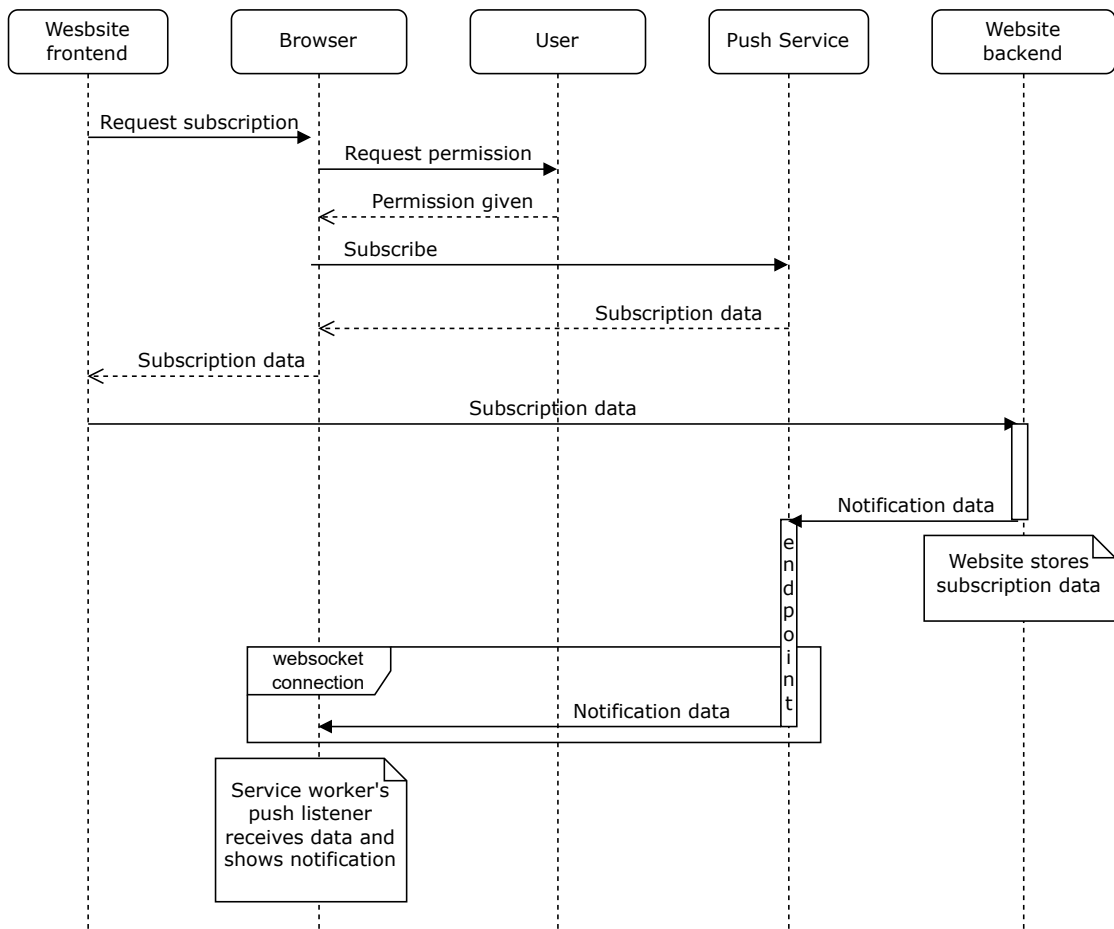 Wesbsite
frontend
Browser
User
Push Service
Website
backend
Request subscription
Request permission
Permission given
Subscribe
Subscription data
Subscription data
Subscription data
Notification data
endpoint
Website stores
subscription data
websocket
connection
Notification data
Service worker's
push listener
receives data and
shows notification